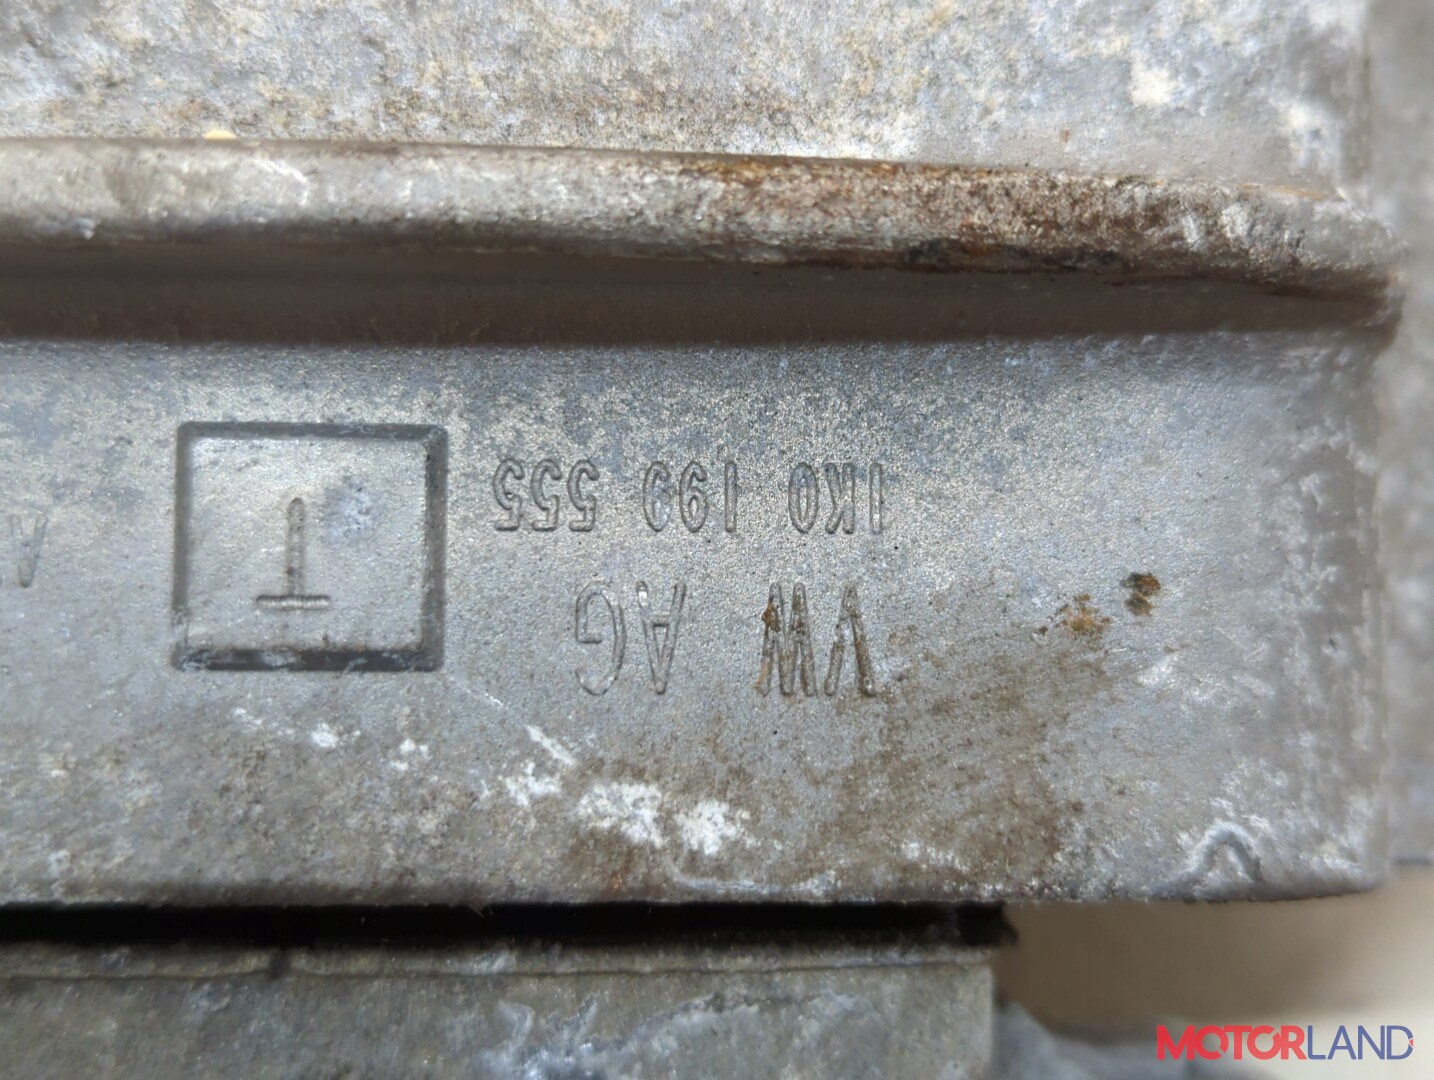 VW AG
1K0 199 555
T
MOTORLAND